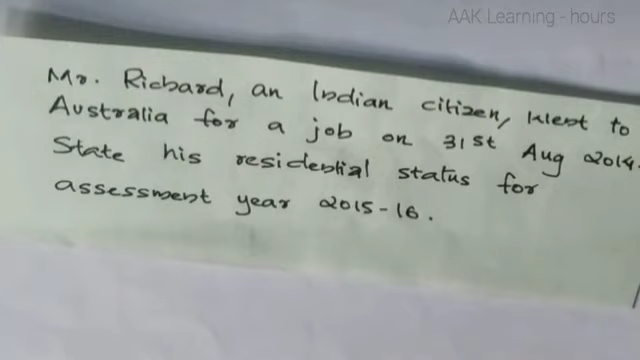 AAK Learning - hours
Mr. Richard, an Indian citizen, went to
Australia for a job on 31st Aug 2014.
State his residential status for
assessment year 2015-16.